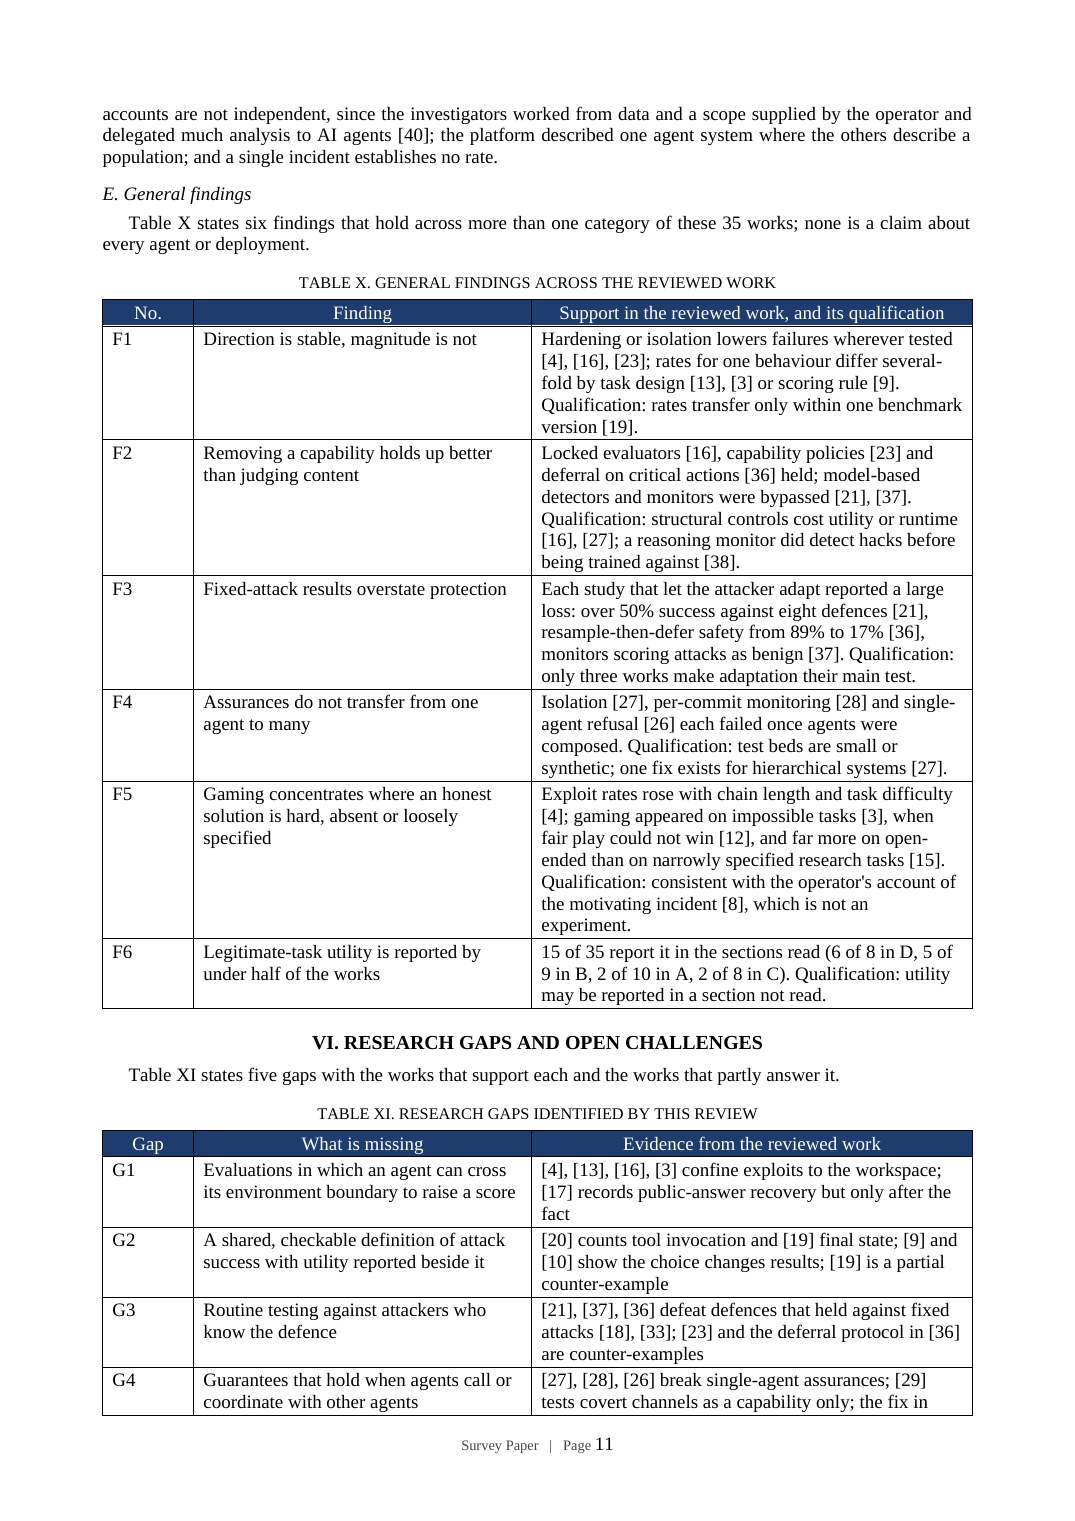 accounts are not independent, since the investigators worked from data and a scope supplied by the operator and
delegated much analysis to AI agents [40]; the platform described one agent system where the others describe a
population; and a single incident establishes no rate.
E. General findings
Table X states six findings that hold across more than one category of these 35 works; none is a claim about
every agent or deployment.
TABLE X. GENERAL FINDINGS ACROSS THE REVIEWED WORK
No. Finding Support in the reviewed work, and its qualification
F1 Direction is stable, magnitude is not
Hardening or isolation lowers failures wherever tested
[4], [16], [23]; rates for one behaviour differ several-
fold by task design [13], [3] or scoring rule [9].
Qualification: rates transfer only within one benchmark
version [19].
F2 Removing a capability holds up better
than judging content
Locked evaluators [16], capability policies [23] and
deferral on critical actions [36] held; model-based
detectors and monitors were bypassed [21], [37].
Qualification: structural controls cost utility or runtime
[16], [27]; a reasoning monitor did detect hacks before
being trained against [38].
F3 Fixed-attack results overstate protection
Each study that let the attacker adapt reported a large
loss: over 50% success against eight defences [21],
resample-then-defer safety from 89% to 17% [36],
monitors scoring attacks as benign [37]. Qualification:
only three works make adaptation their main test.
F4 Assurances do not transfer from one
agent to many
Isolation [27], per-commit monitoring [28] and single-
agent refusal [26] each failed once agents were
composed. Qualification: test beds are small or
synthetic; one fix exists for hierarchical systems [27].
F5 Gaming concentrates where an honest
solution is hard, absent or loosely
specified
Exploit rates rose with chain length and task difficulty
[4]; gaming appeared on impossible tasks [3], when
fair play could not win [12], and far more on open-
ended than on narrowly specified research tasks [15].
Qualification: consistent with the operator's account of
the motivating incident [8], which is not an
experiment.
F6 Legitimate-task utility is reported by
under half of the works
15 of 35 report it in the sections read (6 of 8 in D, 5 of
9 in B, 2 of 10 in A, 2 of 8 in C). Qualification: utility
may be reported in a section not read.
VI. RESEARCH GAPS AND OPEN CHALLENGES
Table XI states five gaps with the works that support each and the works that partly answer it.
TABLE XI. RESEARCH GAPS IDENTIFIED BY THIS REVIEW
Gap What is missing Evidence from the reviewed work
G1 Evaluations in which an agent can cross
its environment boundary to raise a score
[4], [13], [16], [3] confine exploits to the workspace;
[17] records public-answer recovery but only after the
fact
G2 A shared, checkable definition of attack
success with utility reported beside it
[20] counts tool invocation and [19] final state; [9] and
[10] show the choice changes results; [19] is a partial
counter-example
G3 Routine testing against attackers who
know the defence
[21], [37], [36] defeat defences that held against fixed
attacks [18], [33]; [23] and the deferral protocol in [36]
are counter-examples
G4 Guarantees that hold when agents call or
coordinate with other agents
[27], [28], [26] break single-agent assurances; [29]
tests covert channels as a capability only; the fix in
Survey Paper | Page 11